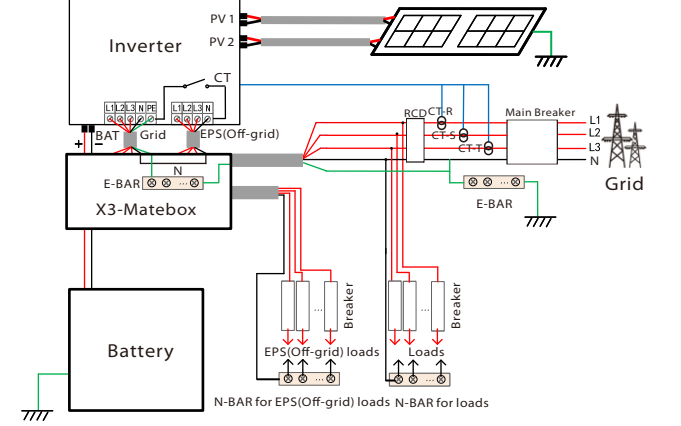 PV 1
PV 2
Inverter
CT
L1 L2 L3 N PE
L1 L2 L3 N
BAT
Grid
EPS(Off-grid)
+
−
N
E-BAR
X3-Matebox
RCD
CT-R
CT-S
CT-T
Main Breaker
L1
L2
L3
N
Grid
E-BAR
...
...
Battery
...
Breaker
...
Breaker
EPS(Off-grid) loads
Loads
...
...
N-BAR for EPS(Off-grid) loads
N-BAR for loads